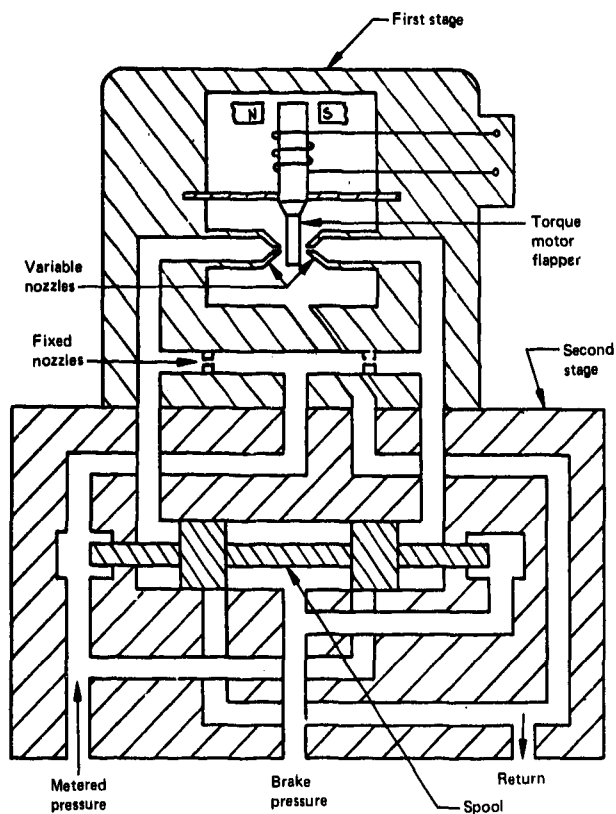 First stage
N
S
Torque
motor
flapper
Variable
nozzles
Fixed
nozzles
Second
stage
Metered
pressure
Brake
pressure
Return
Spool